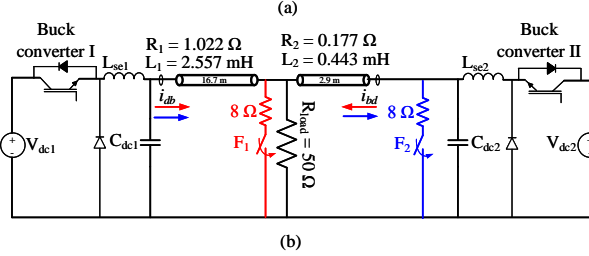 (a)
Buck
converter I
R₁ = 1.022 Ω
L₁ = 2.557 mH
R₂ = 0.177 Ω
L₂ = 0.443 mH
Buck
converter II
Lse1
Lse2
16.7 m
2.9 m
idb
ibd
8 Ω
F₁
Rload = 50 Ω
8 Ω
F₂
Vdc1
Cdc1
Cdc2
Vdc2
(b)